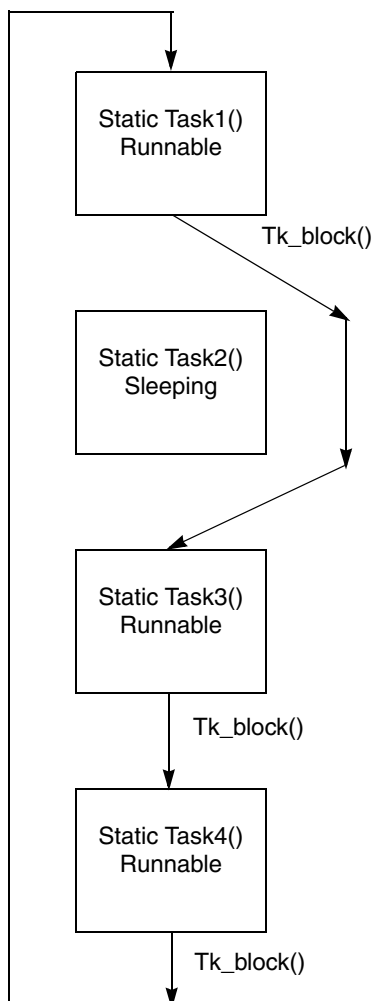 Static Task1()
Runnable
Tk_block()
Static Task2()
Sleeping
Static Task3()
Runnable
Tk_block()
Static Task4()
Runnable
Tk_block()